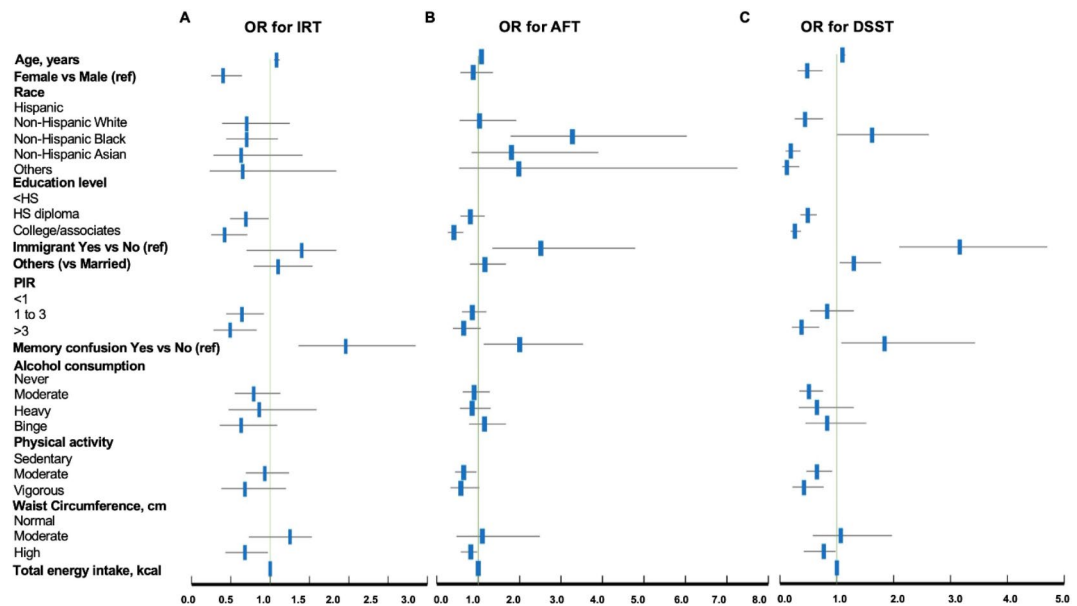 A B C
OR for IRT OR for AFT OR for DSST
Age, years
Female vs Male (ref)
Race
Hispanic
Non-Hispanic White
Non-Hispanic Black
Non-Hispanic Asian
Others
Education level
<HS
HS diploma
College/associates
Immigrant Yes vs No (ref)
Others (vs Married)
PIR
<1
1 to 3
>3
Memory confusion Yes vs No (ref)
Alcohol consumption
Never
Moderate
Heavy
Binge
Physical activity
Sedentary
Moderate
Vigorous
Waist Circumference, cm
Normal
Moderate
High
Total energy intake, kcal
0.0 0.5 1.0 1.5 2.0 3.0 0.0 1.0 2.0 3.0 4.0 5.0 6.0 7.0 8.0 0.0 1.0 2.0 3.0 4.0 5.0